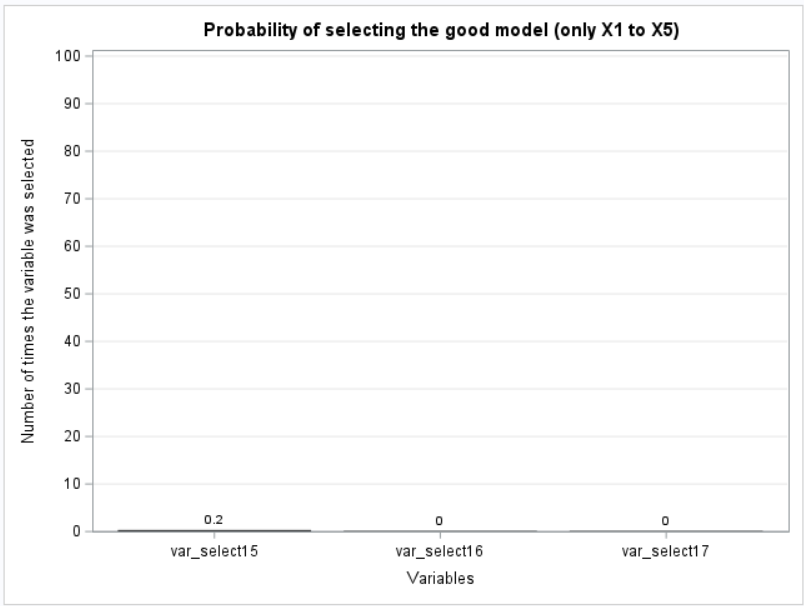 Probability of selecting the good model (only X1 to X5)
Number of times the variable was selected
100
90
80
70
60
50
40
30
20
10
0
0.2
0
0
var_select15
var_select16
var_select17
Variables